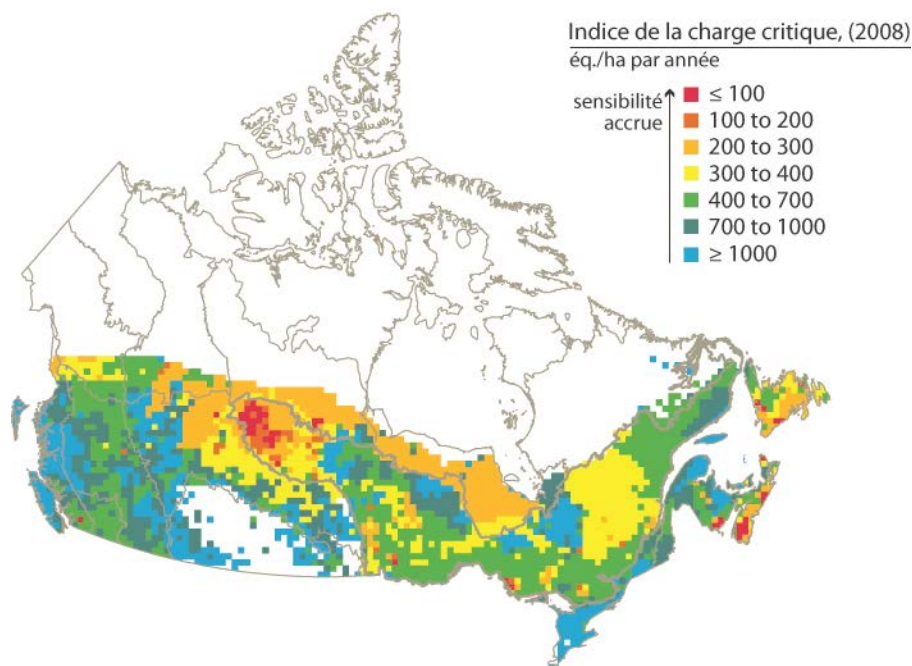 Indice de la charge critique, (2008)
éq./ha par année
sensibilité
accrue
≤ 100
100 to 200
200 to 300
300 to 400
400 to 700
700 to 1000
≥ 1000